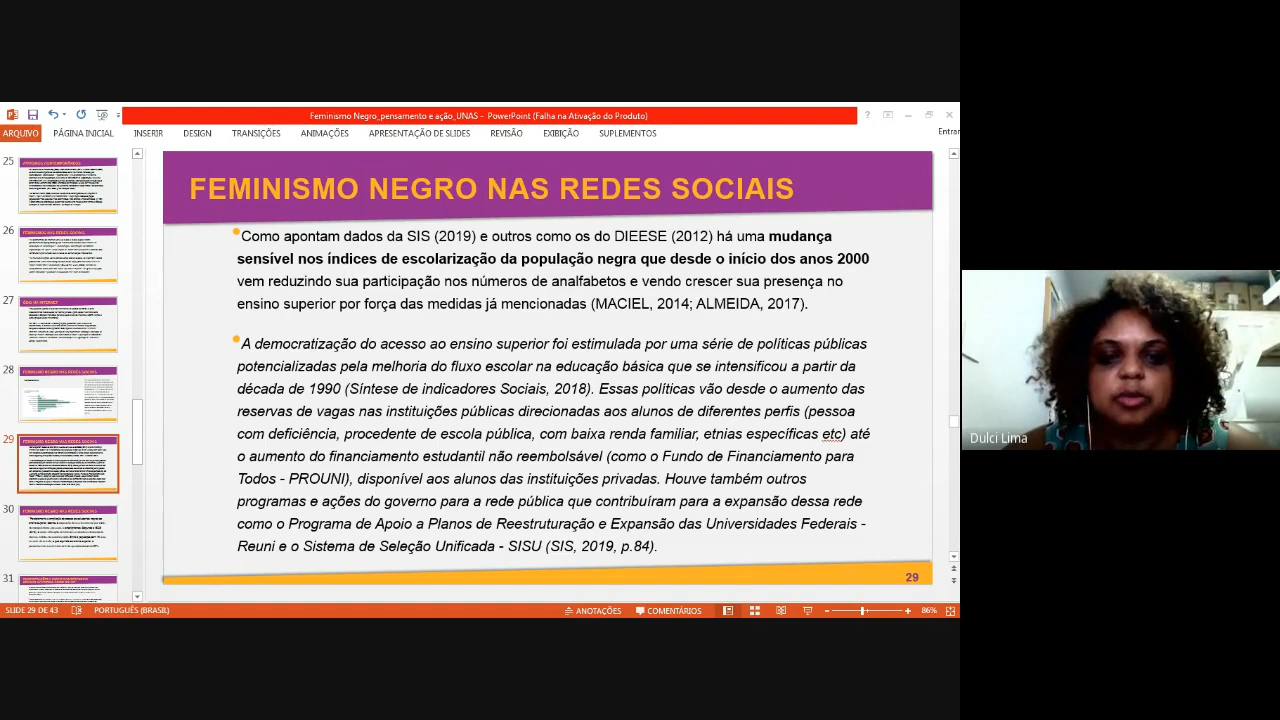 Feminismo Negro_pensamento e ação_UNAS - PowerPoint (Falha na Ativação do Produto)
ARQUIVO PÁGINA INICIAL INSERIR DESIGN TRANSIÇÕES ANIMAÇÕES APRESENTAÇÃO DE SLIDES REVISÃO EXIBIÇÃO SUPLEMENTOS Entrar
25
26
27
28
29
30
31
FEMINISMO NEGRO NAS REDES SOCIAIS
Como apontam dados da SIS (2019) e outros como os do DIEESE (2012) há uma mudança
sensível nos índices de escolarização da população negra que desde o início dos anos 2000
vem reduzindo sua participação nos números de analfabetos e vendo crescer sua presença no
ensino superior por força das medidas já mencionadas (MACIEL, 2014; ALMEIDA, 2017).
A democratização do acesso ao ensino superior foi estimulada por uma série de políticas públicas
potencializadas pela melhoria do fluxo escolar na educação básica que se intensificou a partir da
década de 1990 (Síntese de Indicadores Sociais, 2018). Essas políticas vão desde o aumento das
reservas de vagas nas instituições públicas direcionadas aos alunos de diferentes perfis (pessoa
com deficiência, procedente de escola pública, com baixa renda familiar, etnias específicas etc) até
o aumento do financiamento estudantil não reembolsável (como o Fundo de Financiamento para
Todos - PROUNI), disponível aos alunos das instituições privadas. Houve também outros
programas e ações do governo para a rede pública que contribuíram para a expansão dessa rede
como o Programa de Apoio a Planos de Reestruturação e Expansão das Universidades Federais -
Reuni e o Sistema de Seleção Unificada - SISU (SIS, 2019, p.84).
29
SLIDE 29 DE 43 PORTUGUÊS (BRASIL) ANOTAÇÕES COMENTÁRIOS 86%
Dulci Lima